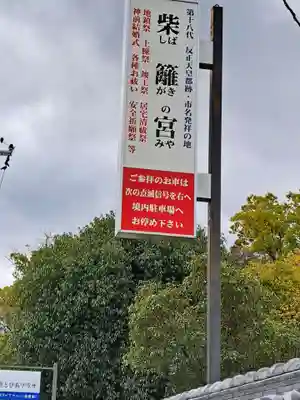 第十八代 反正天皇都跡・市名発祥の地
柴籬の宮
しばがきのみや
地鎮祭 上棟祭 竣工祭 居宅清祓祭
神前結婚式 各種お祓い 安全祈願祭 等
ご参拝のお車は
次の点滅信号を右へ
境内駐車場へ
お停め下さい